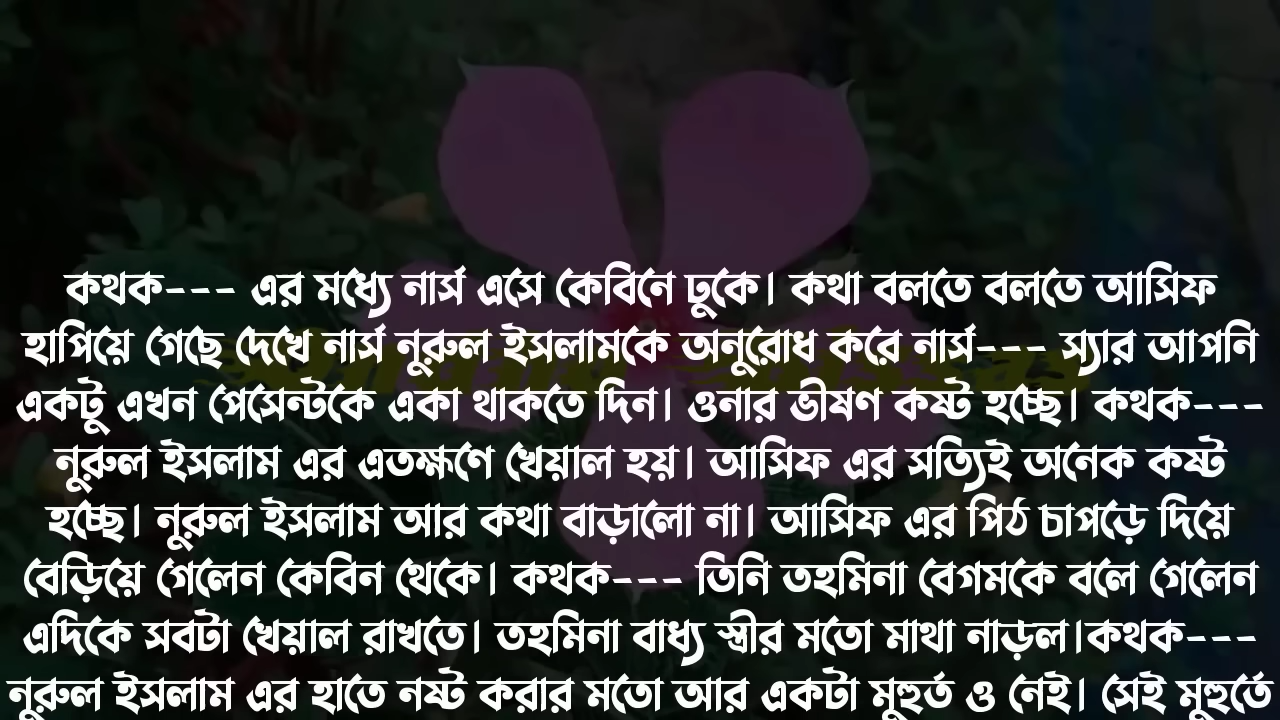 কথক--- এর মধ্যে নার্স এসে কেবিনে ঢুকে। কথা বলতে বলতে আসিফ
হাপিয়ে গেছে দেখে নার্স নুরুল ইসলামকে অনুরোধ করে নার্স--- স্যার আপনি
একটু এখন পেসেন্টকে একা থাকতে দিন। ওনার ভীষণ কষ্ট হচ্ছে। কথক---
নুরুল ইসলাম এর এতক্ষণে খেয়াল হয়। আসিফ এর সত্যিই অনেক কষ্ট
হচ্ছে। নুরুল ইসলাম আর কথা বাড়ালো না। আসিফ এর পিঠ চাপড়ে দিয়ে
বেড়িয়ে গেলেন কেবিন থেকে। কথক--- তিনি তহমিনা বেগমকে বলে গেলেন
এদিকে সবটা খেয়াল রাখতে। তহমিনা বাধ্য স্ত্রীর মতো মাথা নাড়ল।কথক---
নুরুল ইসলাম এর হাতে নষ্ট করার মতো আর একটা মুহুর্ত ও নেই। সেই মুহুর্তে